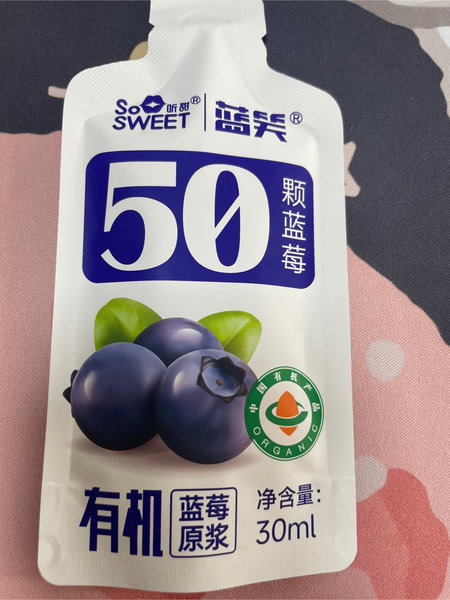 So 听甜®
SWEET
蓝笑®
50
颗蓝莓
中国有机产品
ORGANIC
有机
蓝莓
原浆
净含量:
30ml